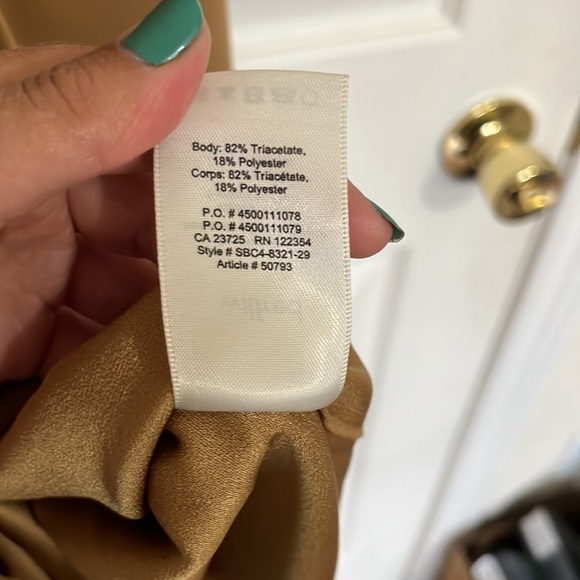 Body: 82% Triacetate,
18% Polyester
Corps: 82% Triacétate,
18% Polyester
P.O. # 4500111078
P.O. # 4500111079
CA 23725 RN 122354
Style # SBC4-8321-29
Article # 50793
wilfred